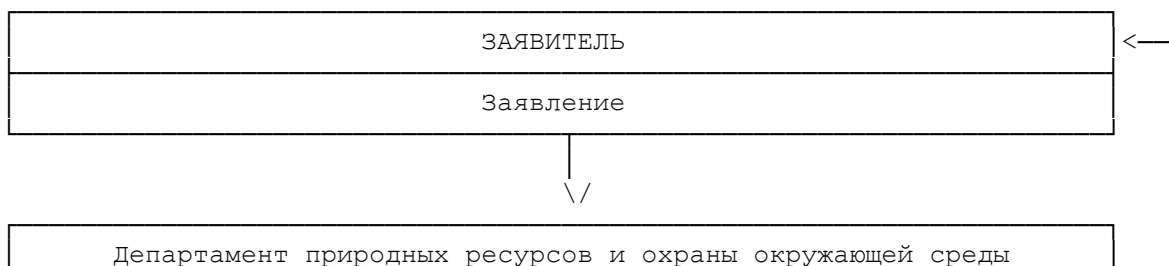 ЗАЯВИТЕЛЬ
Заявление
Департамент природных ресурсов и охраны окружающей среды